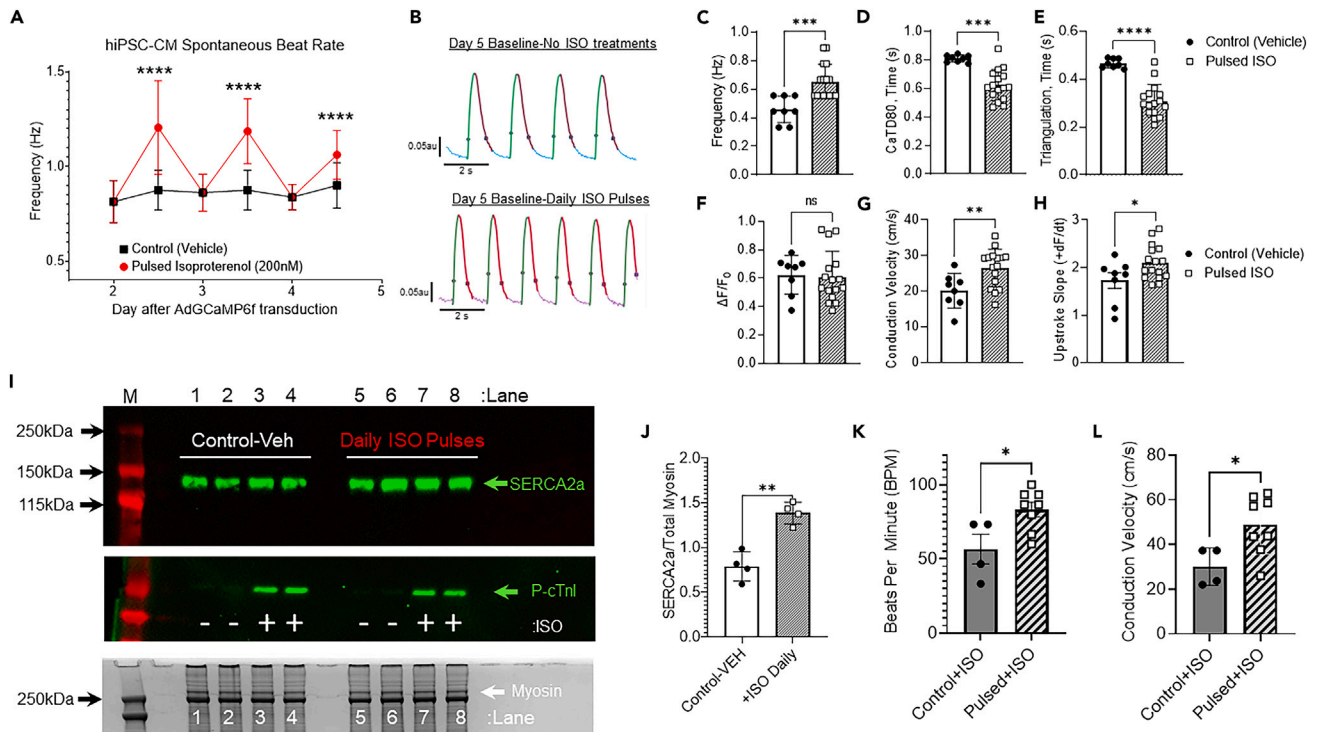 A
hiPSC-CM Spontaneous Beat Rate
Frequency (Hz)
1.5
1.0
0.5
****
****
****
Control (Vehicle)
Pulsed Isoproterenol (200nM)
2
3
4
5
Day after AdGCaMP6f transduction
B
Day 5 Baseline-No ISO treatments
0.05au
2 s
Day 5 Baseline-Daily ISO Pulses
0.05au
2 s
C
Frequency (Hz)
1.0
0.8
0.6
0.4
0.2
0.0
***
D
CaTD80, Time (s)
1.0
0.8
0.6
0.4
0.2
0.0
***
E
Triangulation, Time (s)
0.6
0.4
0.2
0.0
****
Control (Vehicle)
Pulsed ISO
F
ΔF/F0
1.0
0.8
0.6
0.4
0.2
0.0
ns
G
Conduction Velocity (cm/s)
40
30
20
10
0
**
H
Upstroke Slope (+dF/dt)
3
2
1
0
*
Control (Vehicle)
Pulsed ISO
I
M 1 2 3 4 5 6 7 8 :Lane
250kDa
150kDa
115kDa
Control-Veh
Daily ISO Pulses
SERCA2a
P-cTnI
- - + + - - + + :ISO
250kDa
Myosin
1 2 3 4 5 6 7 8 :Lane
J
SERCA2a/Total Myosin
2.0
1.5
1.0
0.5
0.0
**
Control-VEH
+ISO Daily
K
Beats Per Minute (BPM)
100
50
0
*
Control+ISO
Pulsed+ISO
L
Conduction Velocity (cm/s)
80
60
40
20
0
*
Control+ISO
Pulsed+ISO